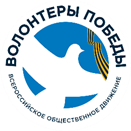 ВОЛОНТЕРЫ ПОБЕДЫ
ВСЕРОССИЙСКОЕ ОБЩЕСТВЕННОЕ ДВИЖЕНИЕ